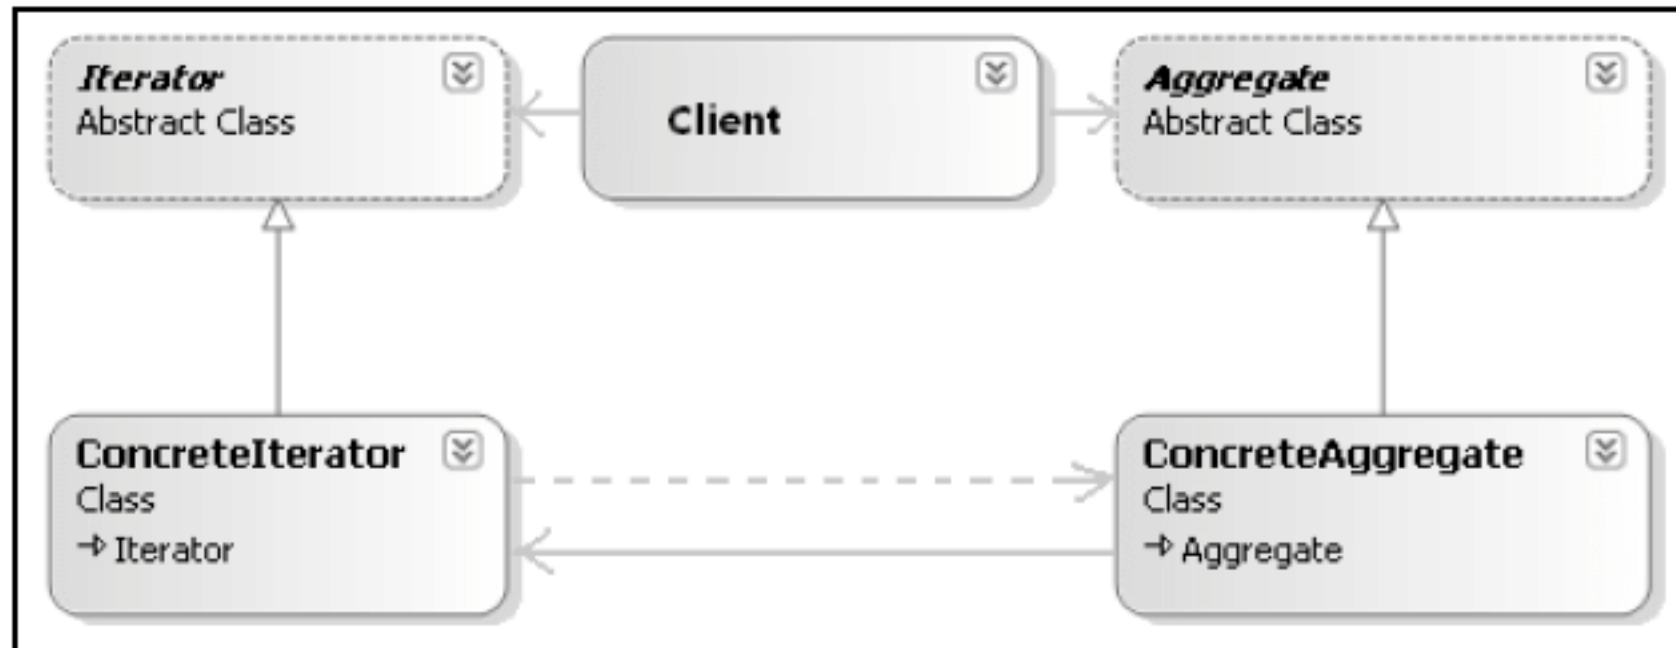 Iterator
Abstract Class
Client
Aggregate
Abstract Class
ConcreteIterator
Class
Iterator
ConcreteAggregate
Class
Aggregate